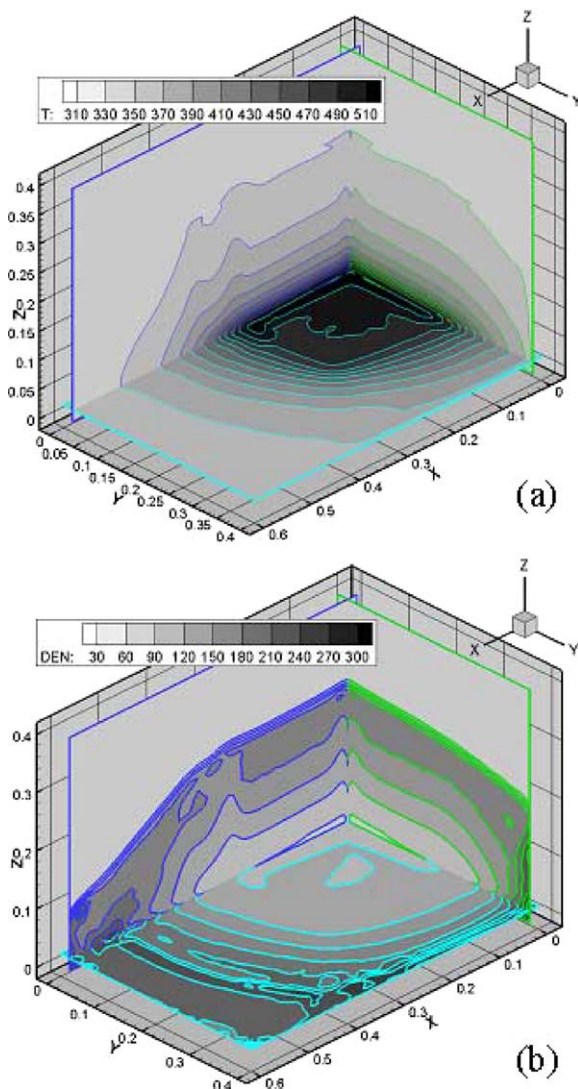 Z
X
Y
T: 310 330 350 370 390 410 430 450 470 490 510
0.4
0.35
0.3
0.25
0.2
0.15
0.1
0.05
0
Z
0 0.05 0.1 0.15 0.2 0.25 0.3 0.35 0.4
Y
0.6 0.5 0.4 0.3 0.2 0.1 0
X
(a)
Z
X
Y
DEN: 30 60 90 120 150 180 210 240 270 300
0.4
0.3
0.2
0.1
0
Z
0 0.1 0.2 0.3 0.4
Y
0.6 0.5 0.4 0.3 0.2 0.1 0
X
(b)